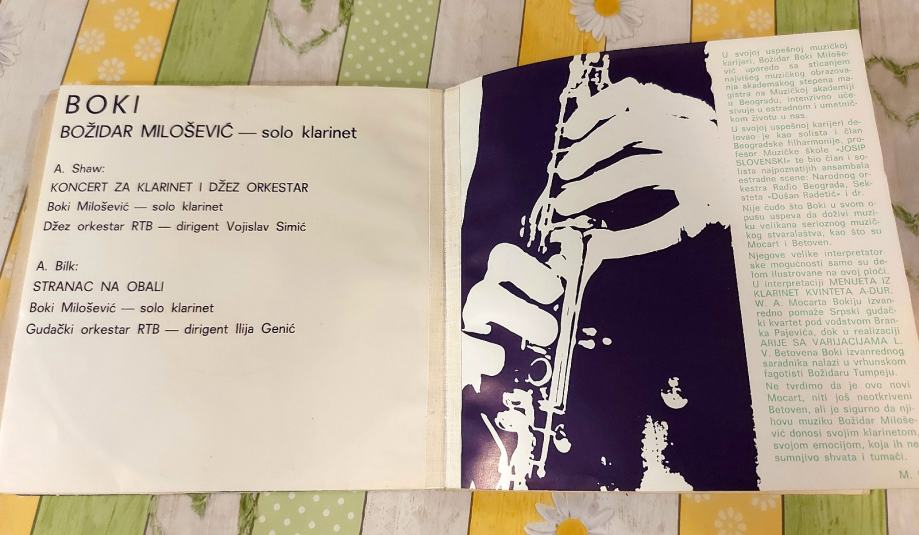 BOKI
BOŽIDAR MILOŠEVIĆ — solo klarinet
A. Shaw:
KONCERT ZA KLARINET I DŽEZ ORKESTAR
Boki Milošević — solo klarinet
Džez orkestar RTB — dirigent Vojislav Simić
A. Bilk:
STRANAC NA OBALI
Boki Milošević — solo klarinet
Gudački orkestar RTB — dirigent Ilija Genić
U svojoj uspešnoj muzičkoj
karijeri, Božidar Boki Miloše-
vić uporedo sa sticanjem
najvišeg muzičkog obrazova-
nja akademskog stepena ma-
gistra na Muzičkoj akademiji
u Beogradu, intenzivno uče-
stvuje u estradnom i umetnič-
kom životu u nas.
U svojoj uspešnoj karijeri de-
lovao je kao solista i član
Beogradske filharmonije, pro-
fesor Muzičke škole »JOSIP
SLOVENSKI« te bio član i so-
lista najpoznatijih ansambala
estradne scene: Narodnog or-
kestra Radio Beograda, Sek-
steta »Dušan Radetić« i dr.
Nije čudo što Boki u svom o-
pusu uspeva da doživi muzi-
ku velikana serioznog muzič-
kog stvaralaštva, kao što su
Mocart i Betoven.
Njegove velike interpretator-
ske mogućnosti samo su de-
lom ilustrovane na ovoj ploči.
U interpretaciji MENUETA IZ
KLARINET KVINTETA A-DUR.
W. A. Mocarta Bokiju izvan-
redno pomaže Srpski gudač-
ki kvartet pod vođstvom Bran-
ka Pajevića, dok u realizaciji
ARIJE SA VARIJACIJAMA L.
V. Betovena Boki izvanrednog
saradnika nalazi u vrhunskom
fagotisti Božidaru Tumpeju.
Ne tvrdimo da je ovo novi
Mocart, niti još neotkriveni
Betoven, ali je sigurno da nji-
hovu muziku Božidar Miloše-
vić donosi svojim klarinetom,
svojom emocijom, koja ih ne
sumnjivo shvata i tumači.
M.